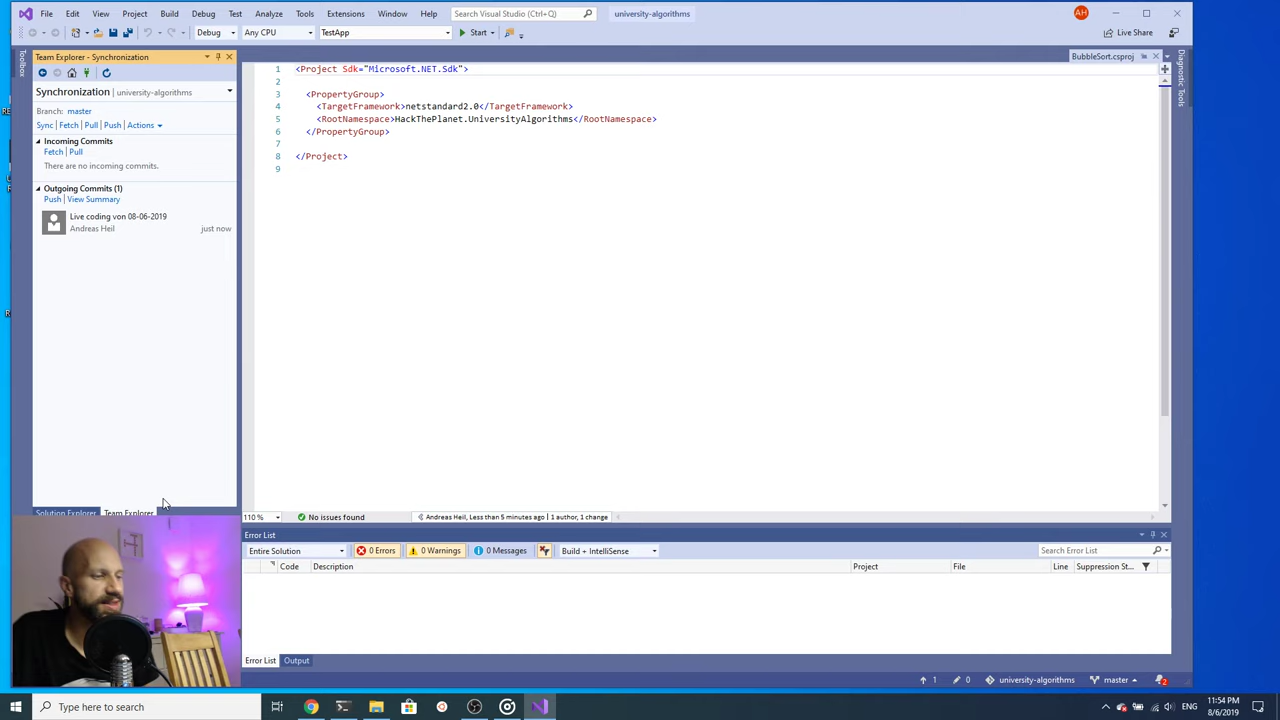 File Edit View Project Build Debug Test Analyze Tools Extensions Window Help Search Visual Studio (Ctrl+Q) university-algorithms AH
Debug Any CPU TestApp Start Live Share
Team Explorer - Synchronization
BubbleSort.csproj
Toolbox
Diagnostic Tools
Synchronization | university-algorithms
Branch: master
Sync | Fetch | Pull | Push | Actions
Incoming Commits
Fetch | Pull
There are no incoming commits.
Outgoing Commits (1)
Push | View Summary
Live coding von 08-06-2019
Andreas Heil just now
1 <Project Sdk="Microsoft.NET.Sdk">
2
3 <PropertyGroup>
4 <TargetFramework>netstandard2.0</TargetFramework>
5 <RootNamespace>HackThePlanet.UniversityAlgorithms</RootNamespace>
6 </PropertyGroup>
7
8 </Project>
9
Solution Explorer Team Explorer
110 % No issues found Andreas Heil, Less than 5 minutes ago | 1 author, 1 change
Error List
Entire Solution 0 Errors 0 Warnings 0 Messages Build + IntelliSense Search Error List
Code Description Project File Line Suppression St...
Error List Output
1 0 university-algorithms master 2
Type here to search
ENG
11:54 PM
8/6/2019